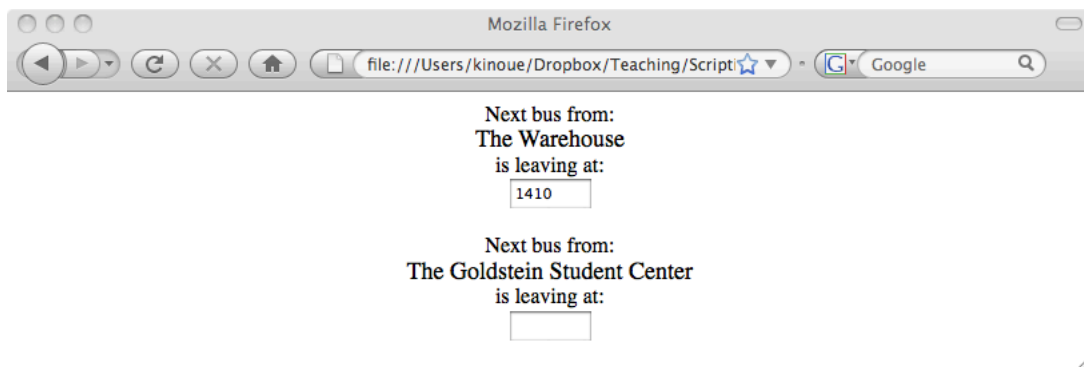 Mozilla Firefox
file:///Users/kinoue/Dropbox/Teaching/Scripti
G Google
Next bus from:
The Warehouse
is leaving at:
1410
Next bus from:
The Goldstein Student Center
is leaving at: